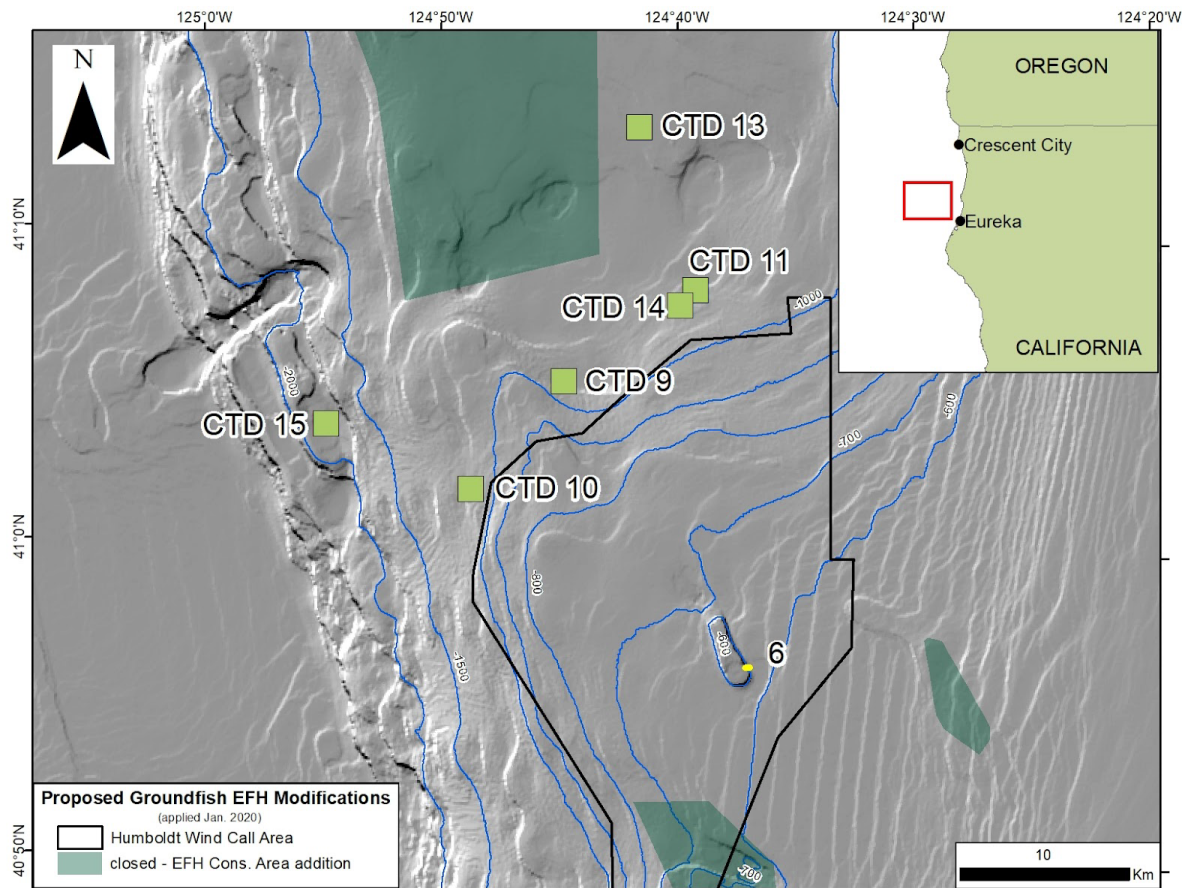 125°0'W
124°50'W
124°40'W
124°30'W
124°20'W
N
OREGON
Crescent City
Eureka
CALIFORNIA
CTD 13
41°10'N
CTD 11
CTD 14
-1000
CTD 9
-2000
-600
CTD 15
-700
CTD 10
41°0'N
-800
-600
6
-1500
Proposed Groundfish EFH Modifications
(applied Jan. 2020)
Humboldt Wind Call Area
closed - EFH Cons. Area addition
40°50'N
-700
10
Km